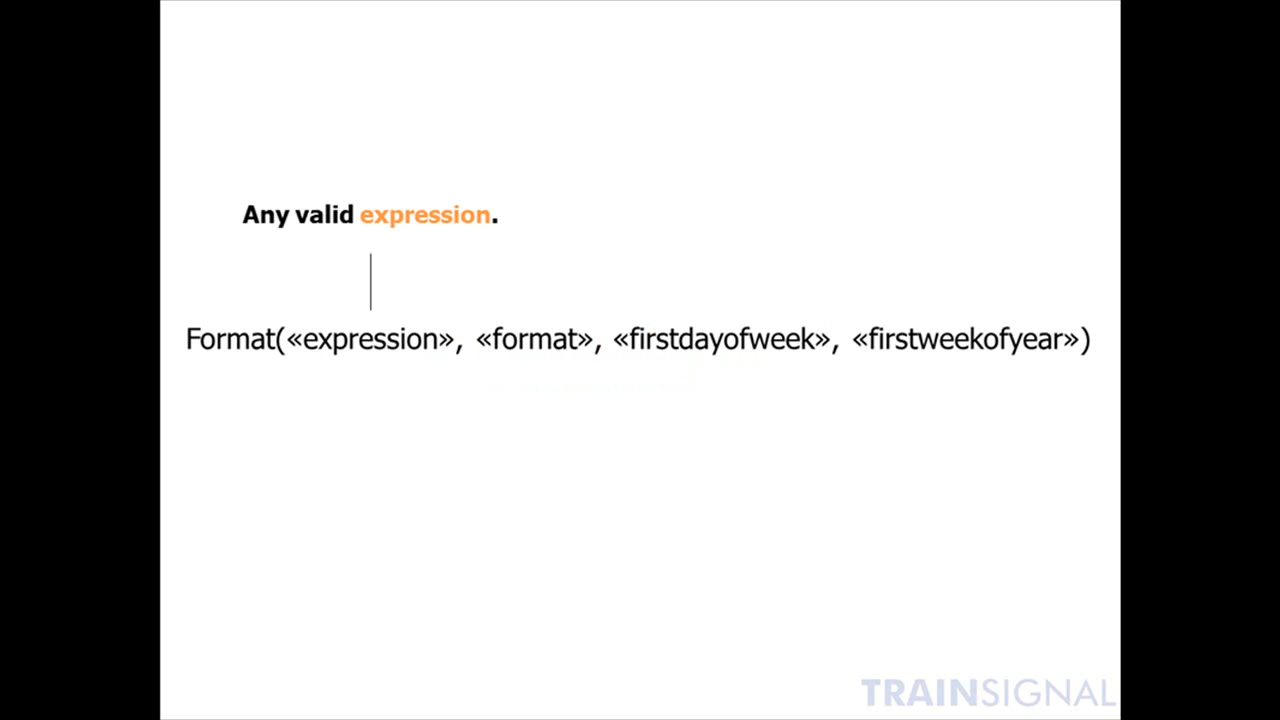 Any valid expression.
Format(«expression», «format», «firstdayofweek», «firstweekofyear»)
TRAINSIGNAL